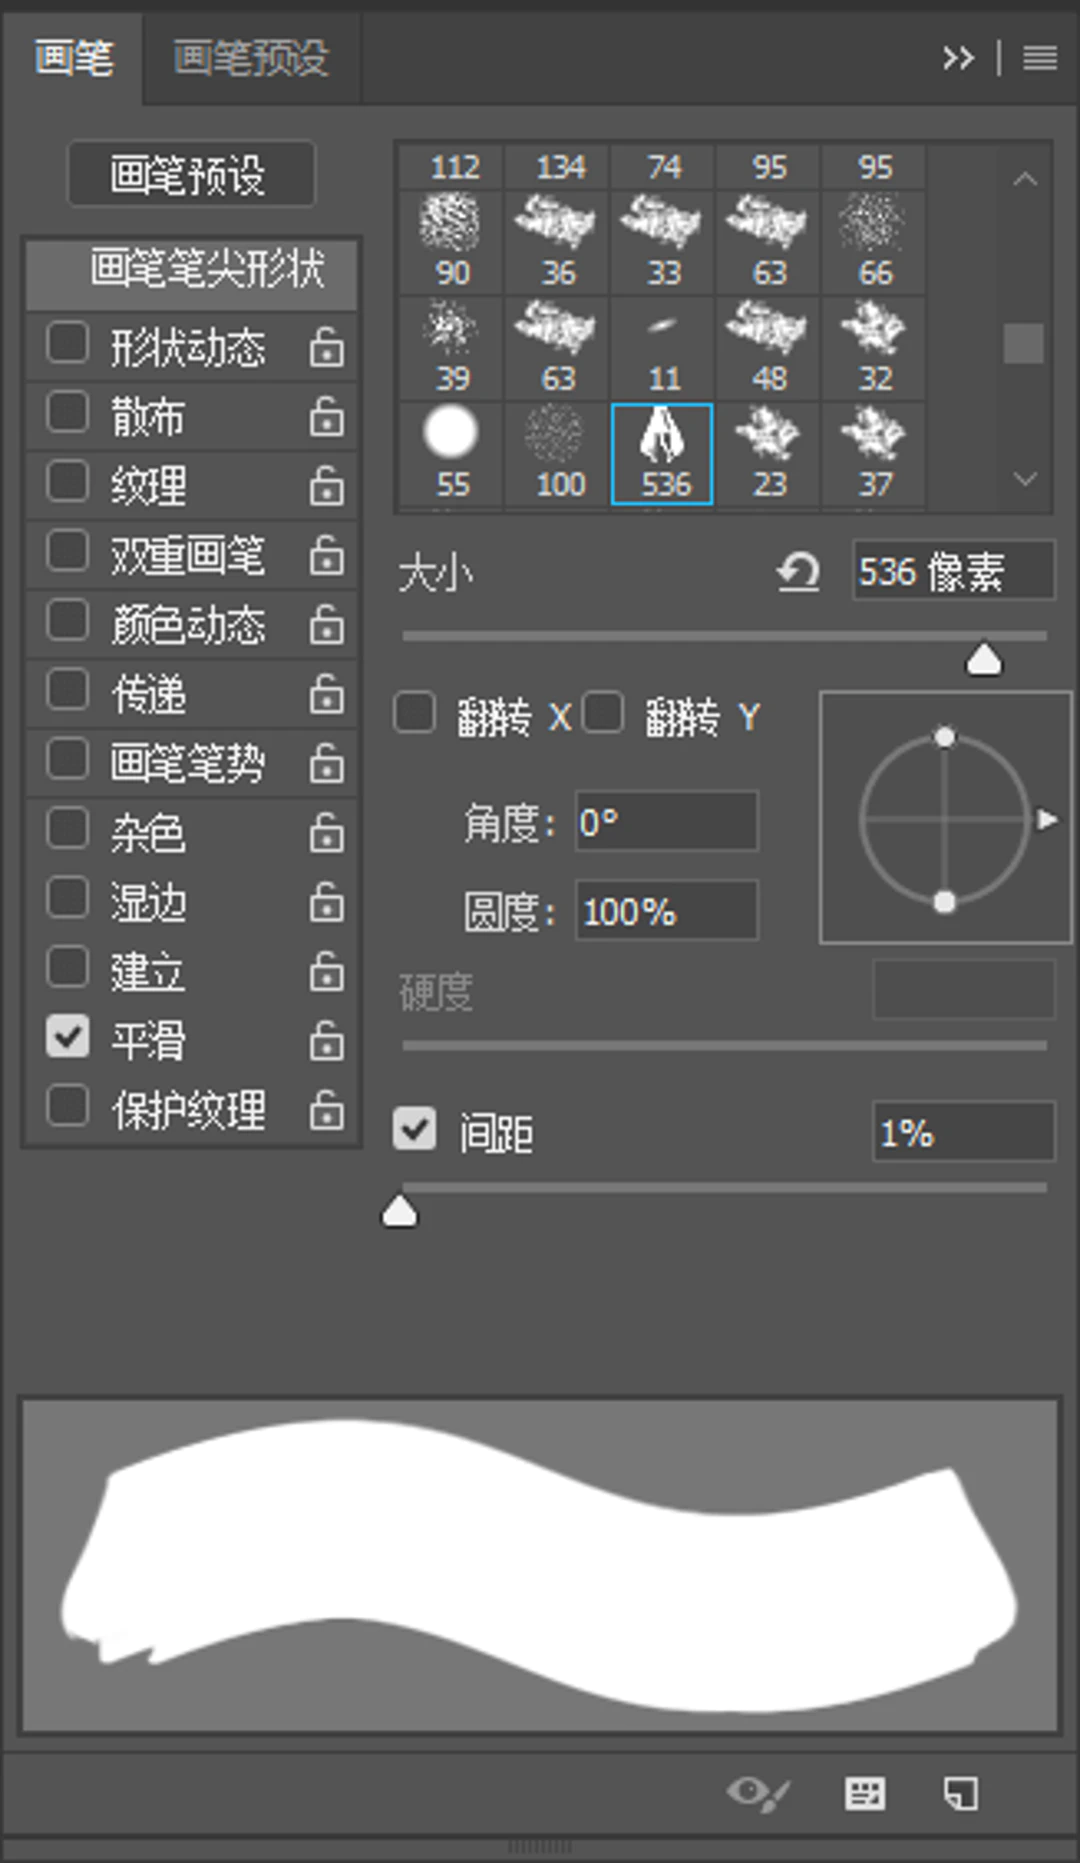 画笔 画笔预设
画笔预设
112 134 74 95 95
90 36 33 63 66
39 63 11 48 32
55 100 536 23 37
画笔笔尖形状
形状动态
散布
纹理
双重画笔
颜色动态
传递
画笔笔势
杂色
湿边
建立
平滑
保护纹理
大小 536 像素
翻转 X 翻转 Y
角度: 0°
圆度: 100%
硬度
间距 1%